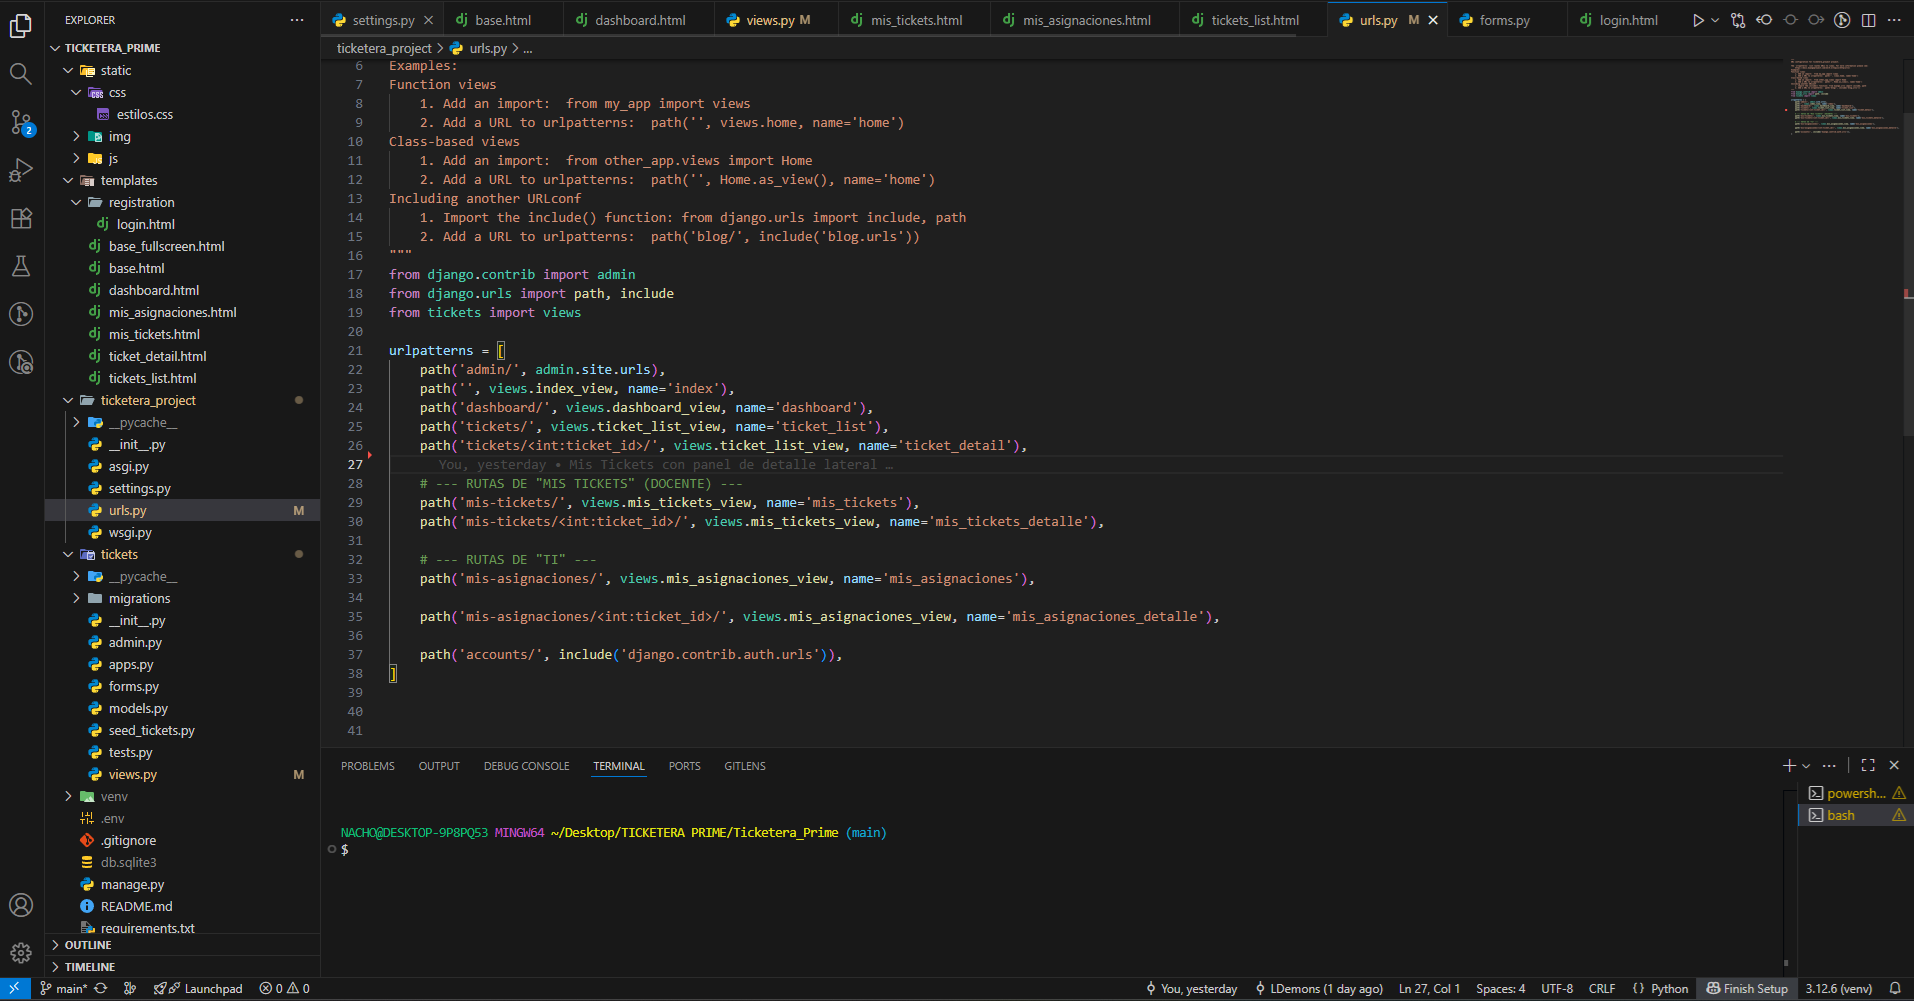 EXPLORER
TICKETERA_PRIME
static
css
estilos.css
img
js
templates
registration
login.html
base_fullscreen.html
base.html
dashboard.html
mis_asignaciones.html
mis_tickets.html
ticket_detail.html
tickets_list.html
ticketera_project
__pycache__
__init__.py
asgi.py
settings.py
urls.py M
wsgi.py
tickets
__pycache__
migrations
__init__.py
admin.py
apps.py
forms.py
models.py
seed_tickets.py
tests.py
views.py M
venv
.env
.gitignore
db.sqlite3
manage.py
README.md
requirements.txt
OUTLINE
TIMELINE
2
settings.py base.html dashboard.html views.py M mis_tickets.html mis_asignaciones.html tickets_list.html urls.py M forms.py login.html
ticketera_project > urls.py > ...
6 Examples:
7 Function views
8     1. Add an import:  from my_app import views
9     2. Add a URL to urlpatterns:  path('', views.home, name='home')
10 Class-based views
11     1. Add an import:  from other_app.views import Home
12     2. Add a URL to urlpatterns:  path('', Home.as_view(), name='home')
13 Including another URLconf
14     1. Import the include() function: from django.urls import include, path
15     2. Add a URL to urlpatterns:  path('blog/', include('blog.urls'))
16 """
17 from django.contrib import admin
18 from django.urls import path, include
19 from tickets import views
20
21 urlpatterns = [
22     path('admin/', admin.site.urls),
23     path('', views.index_view, name='index'),
24     path('dashboard/', views.dashboard_view, name='dashboard'),
25     path('tickets/', views.ticket_list_view, name='ticket_list'),
26     path('tickets/<int:ticket_id>/', views.ticket_list_view, name='ticket_detail'),
27 You, yesterday • Mis Tickets con panel de detalle lateral …
28     # --- RUTAS DE "MIS TICKETS" (DOCENTE) ---
29     path('mis-tickets/', views.mis_tickets_view, name='mis_tickets'),
30     path('mis-tickets/<int:ticket_id>/', views.mis_tickets_view, name='mis_tickets_detalle'),
31
32     # --- RUTAS DE "TI" ---
33     path('mis-asignaciones/', views.mis_asignaciones_view, name='mis_asignaciones'),
34
35     path('mis-asignaciones/<int:ticket_id>/', views.mis_asignaciones_view, name='mis_asignaciones_detalle'),
36
37     path('accounts/', include('django.contrib.auth.urls')),
38 ]
39
40
41
PROBLEMS OUTPUT DEBUG CONSOLE TERMINAL PORTS GITLENS
NACHO@DESKTOP-9P8PQ53 MINGW64 ~/Desktop/TICKETERA PRIME/Ticketera_Prime (main)
$
powersh...
bash
main* Launchpad 0 0 You, yesterday LDemons (1 day ago) Ln 27, Col 1 Spaces: 4 UTF-8 CRLF {} Python Finish Setup 3.12.6 (venv)